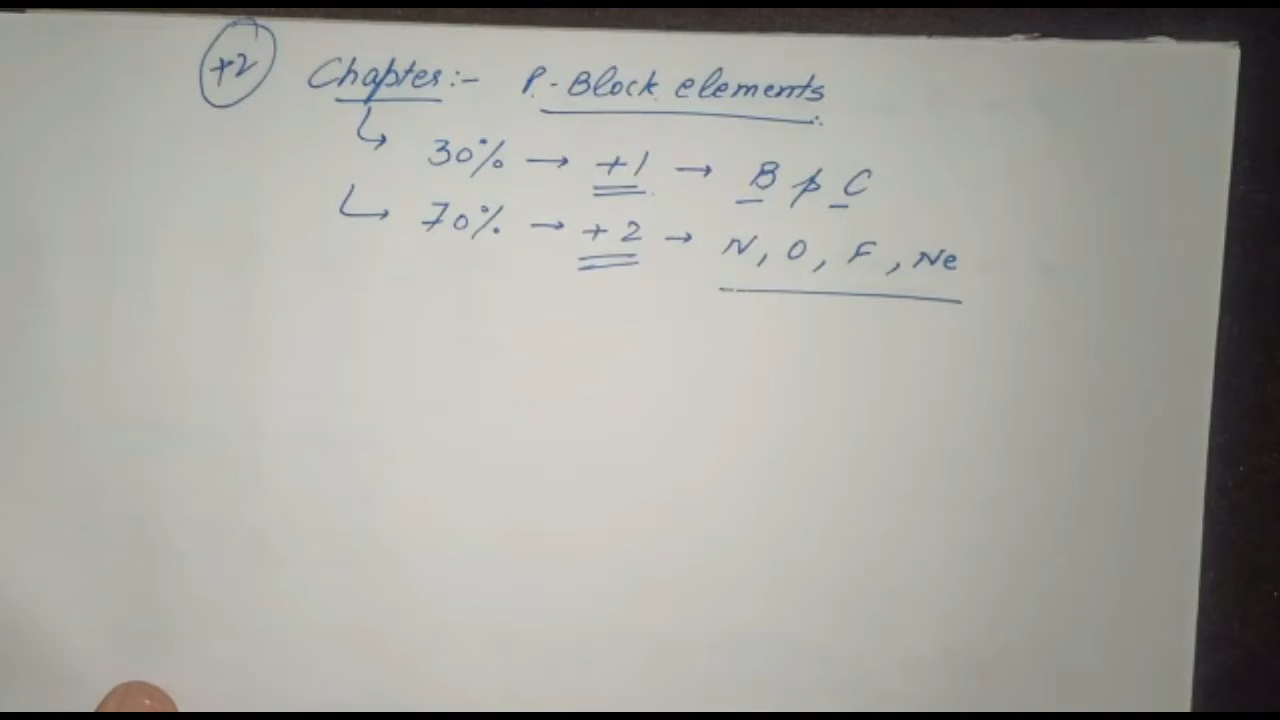 +2 Chapter:- P-Block elements
↳ 30% → +1 → B & C
↳ 70% → +2 → N, O, F, Ne